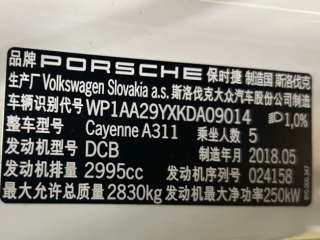 品牌 PORSCHE 保时捷 制造国 斯洛伐克
生产厂 Volkswagen Slovakia a.s. 斯洛伐克大众汽车股份公司制造
车辆识别代号 WP1AA29YXKDA09014 1,0%
整车型号 Cayenne A311 乘坐人数 5
发动机型号 DCB 制造年月 2018.05
发动机排量 2995cc 发动机序列号 024158
最大允许总质量 2830kg 发动机最大净功率 250kW